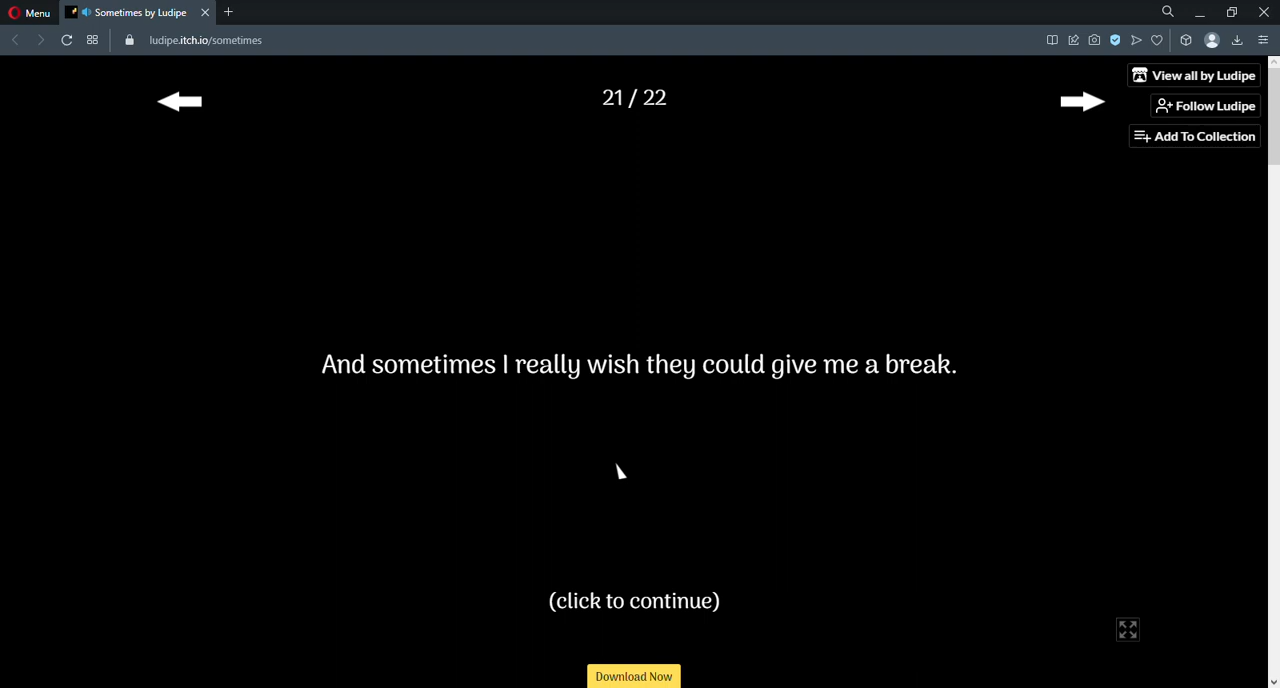 Menu
Sometimes by Ludipe
ludipe.itch.io/sometimes
View all by Ludipe
21 / 22
Follow Ludipe
Add To Collection
And sometimes I really wish they could give me a break.
(click to continue)
Download Now